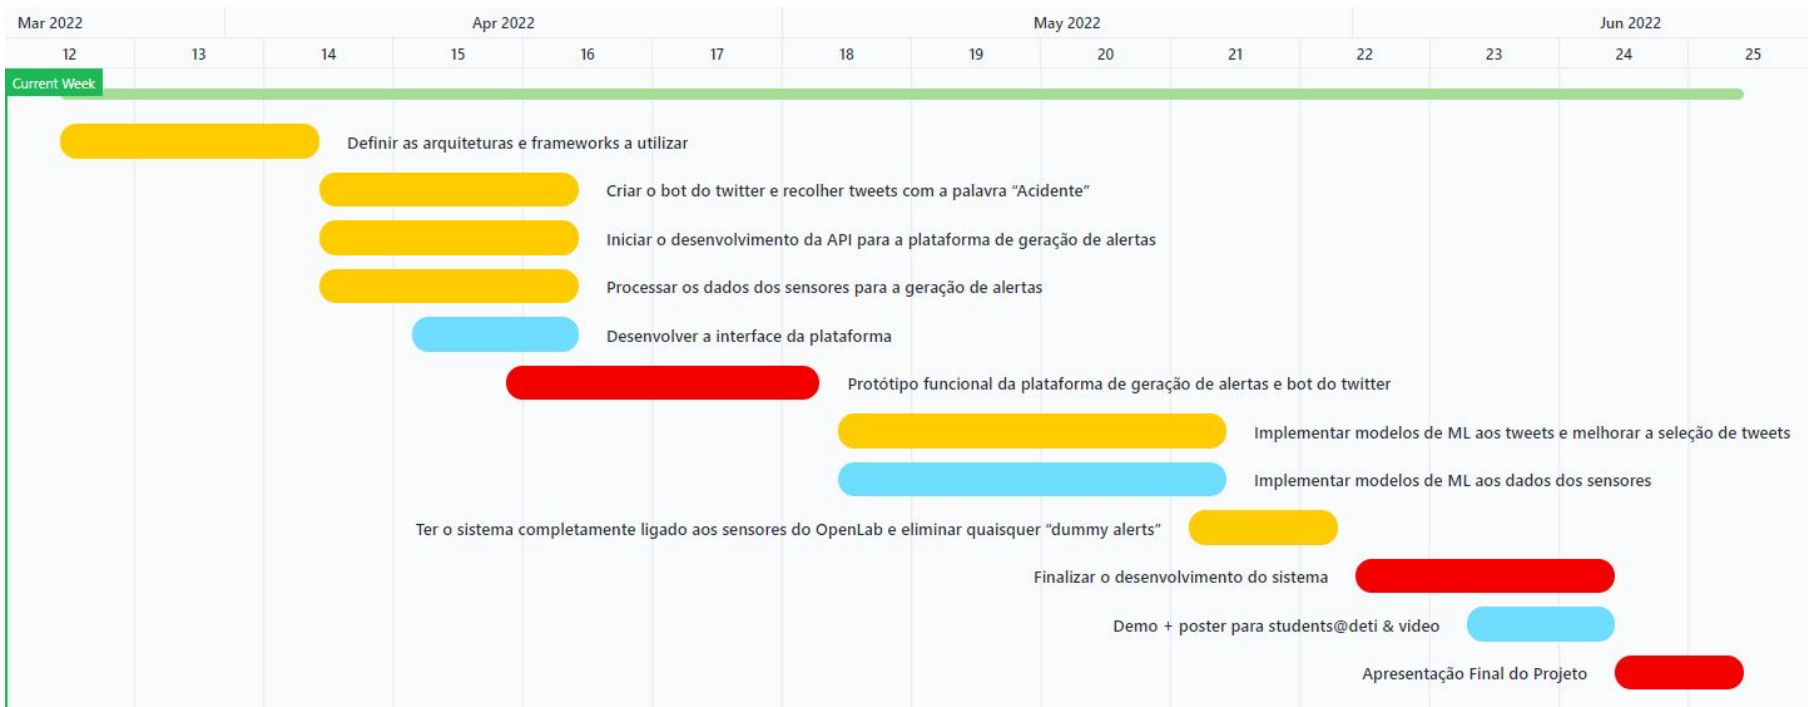 Mar 2022 Apr 2022 May 2022 Jun 2022
12 13 14 15 16 17 18 19 20 21 22 23 24 25
Current Week
Definir as arquiteturas e frameworks a utilizar
Criar o bot do twitter e recolher tweets com a palavra “Acidente”
Iniciar o desenvolvimento da API para a plataforma de geração de alertas
Processar os dados dos sensores para a geração de alertas
Desenvolver a interface da plataforma
Protótipo funcional da plataforma de geração de alertas e bot do twitter
Implementar modelos de ML aos tweets e melhorar a seleção de tweets
Implementar modelos de ML aos dados dos sensores
Ter o sistema completamente ligado aos sensores do OpenLab e eliminar quaisquer “dummy alerts”
Finalizar o desenvolvimento do sistema
Demo + poster para students@deti & video
Apresentação Final do Projeto